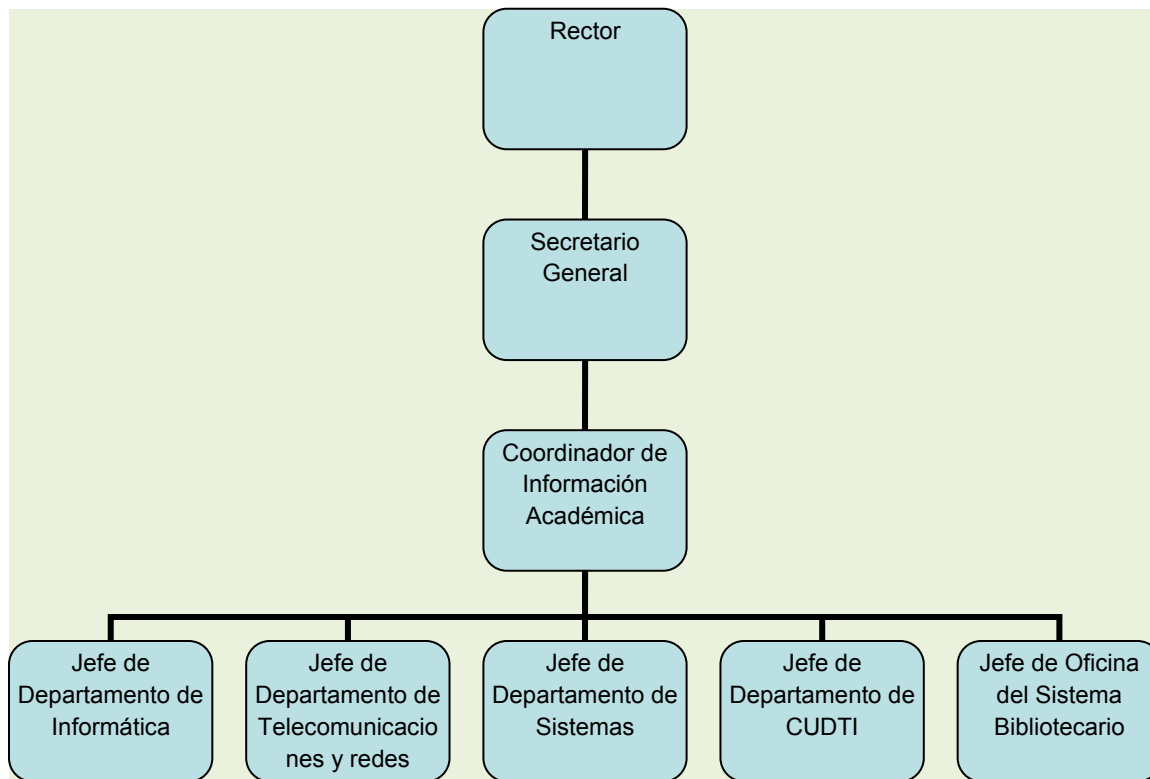 Rector
Secretario
General
Coordinador de
Información
Académica
Jefe de
Departamento de
Informática
Jefe de
Departamento de
Telecomunicacio
nes y redes
Jefe de
Departamento de
Sistemas
Jefe de
Departamento de
CUDTI
Jefe de Oficina
del Sistema
Bibliotecario